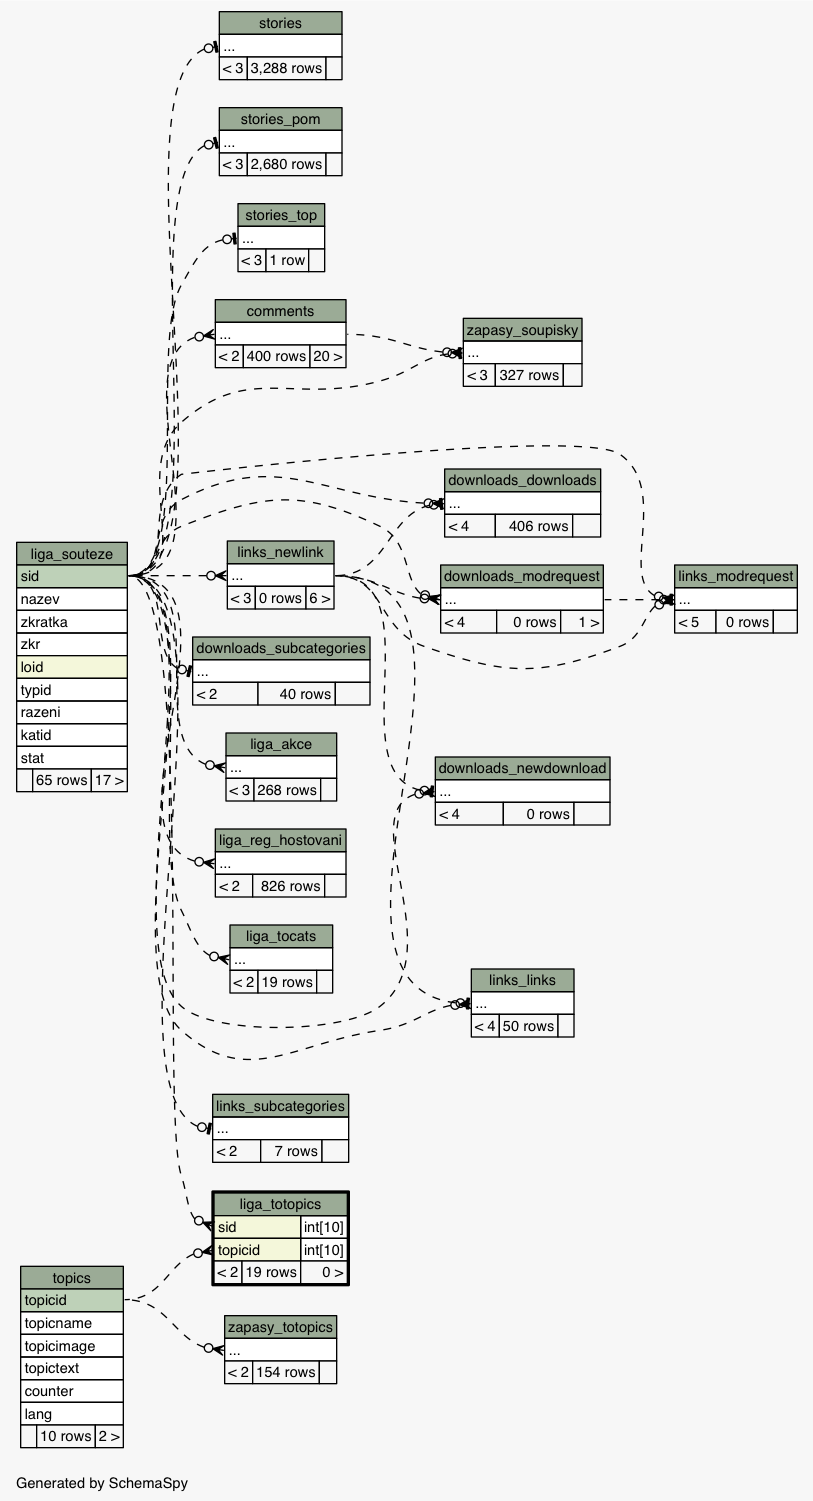 stories
...
< 3 3,288 rows
stories_pom
...
< 3 2,680 rows
stories_top
...
< 3 1 row
comments
...
< 2 400 rows 20 >
zapasy_soupisky
...
< 3 327 rows
downloads_downloads
...
< 4 406 rows
liga_souteze
sid
nazev
zkratka
zkr
loid
typid
razeni
katid
stat
65 rows 17 >
links_newlink
...
< 3 0 rows 6 >
downloads_modrequest
...
< 4 0 rows 1 >
links_modrequest
...
< 5 0 rows
downloads_subcategories
...
< 2 40 rows
liga_akce
...
< 3 268 rows
downloads_newdownload
...
< 4 0 rows
liga_reg_hostovani
...
< 2 826 rows
liga_tocats
...
< 2 19 rows
links_links
...
< 4 50 rows
links_subcategories
...
< 2 7 rows
liga_totopics
sid int[10]
topicid int[10]
< 2 19 rows 0 >
topics
topicid
topicname
topicimage
topictext
counter
lang
10 rows 2 >
zapasy_totopics
...
< 2 154 rows
Generated by SchemaSpy